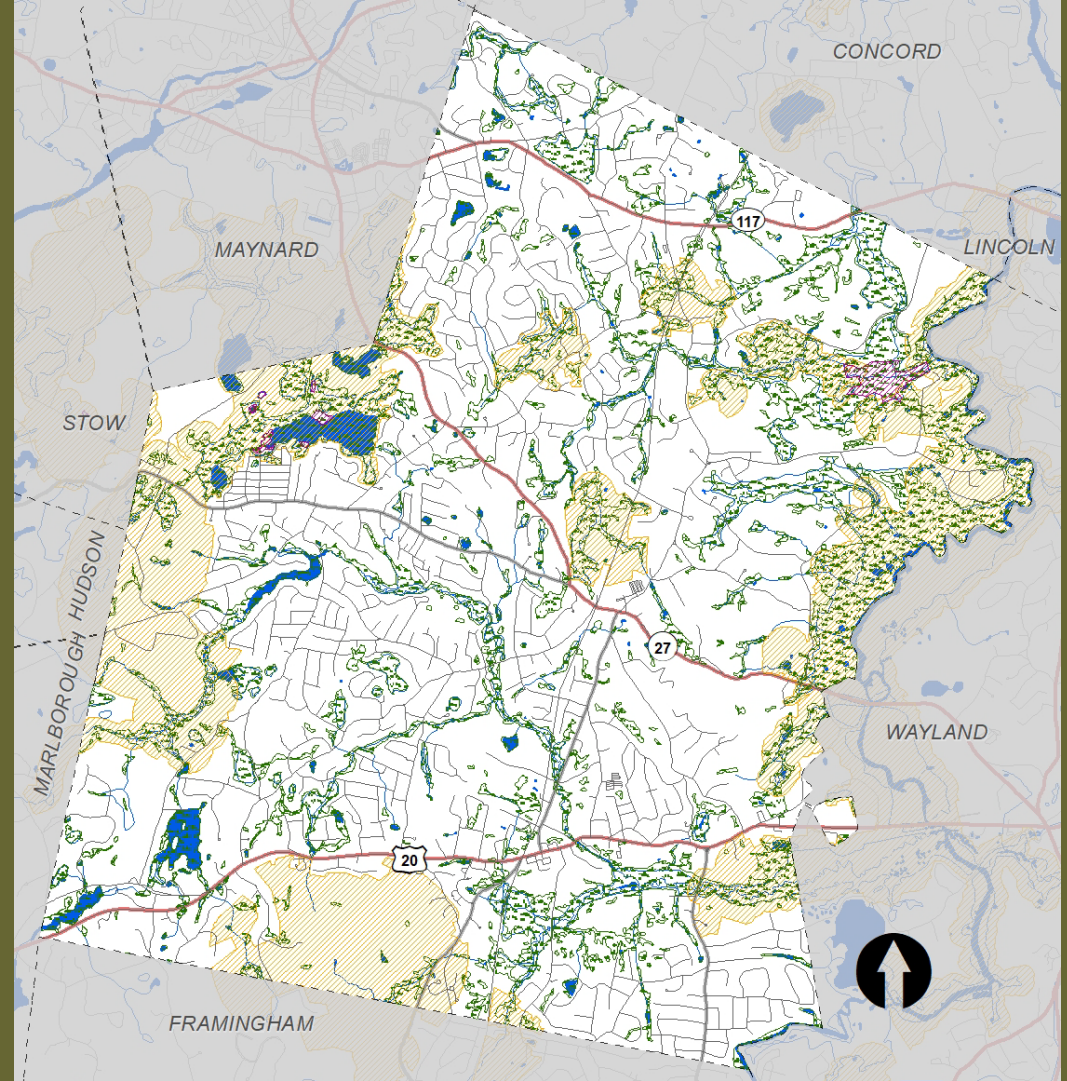 CONCORD
117
MAYNARD
LINCOLN
STOW
HUDSON
MARLBOROUGH
27
WAYLAND
20
FRAMINGHAM